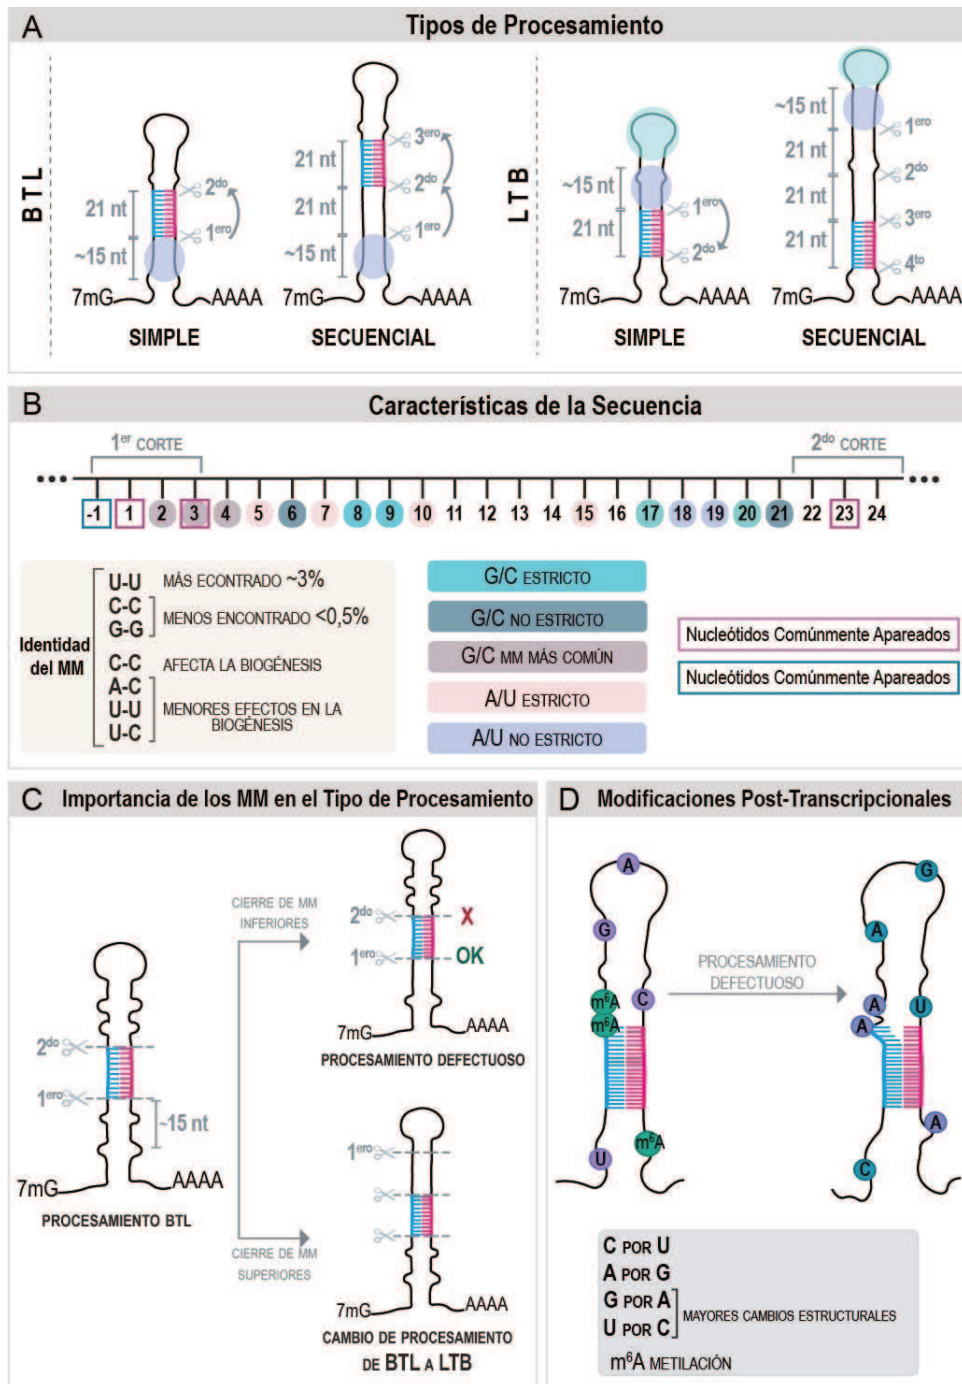 A Tipos de Procesamiento
BTL
21 nt
~15 nt
2do
1ero
7mG
AAAA
SIMPLE
21 nt
21 nt
~15 nt
3ero
2do
1ero
7mG
AAAA
SECUENCIAL
LTB
~15 nt
21 nt
1ero
2do
7mG
AAAA
SIMPLE
~15 nt
21 nt
21 nt
21 nt
1ero
2do
3ero
4to
7mG
AAAA
SECUENCIAL
B Características de la Secuencia
1er CORTE
2do CORTE
••• •••
-1 1 2 3 4 5 6 7 8 9 10 11 12 13 14 15 16 17 18 19 20 21 22 23 24
Identidad del MM
U-U MÁS ECONTRADO ~3%
C-C
G-G
MENOS ENCONTRADO <0,5%
C-C AFECTA LA BIOGÉNESIS
A-C
U-U
U-C
MENORES EFECTOS EN LA
BIOGÉNESIS
G/C ESTRICTO
G/C NO ESTRICTO
G/C MM MÁS COMÚN
A/U ESTRICTO
A/U NO ESTRICTO
Nucleótidos Comúnmente Apareados
Nucleótidos Comúnmente Apareados
C Importancia de los MM en el Tipo de Procesamiento
2do
1ero
~15 nt
7mG
AAAA
PROCESAMIENTO BTL
CIERRE DE MM
INFERIORES
2do
X
1ero
OK
7mG
AAAA
PROCESAMIENTO DEFECTUOSO
CIERRE DE MM
SUPERIORES
1ero
7mG
AAAA
CAMBIO DE PROCESAMIENTO
DE BTL A LTB
D Modificaciones Post-Transcripcionales
A
G
C
m6A
m6A
m6A
U
PROCESAMIENTO
DEFECTUOSO
G
A
A
A
U
A
C
C POR U
A POR G
G POR A
U POR C
MAYORES CAMBIOS ESTRUCTURALES
m6A METILACIÓN